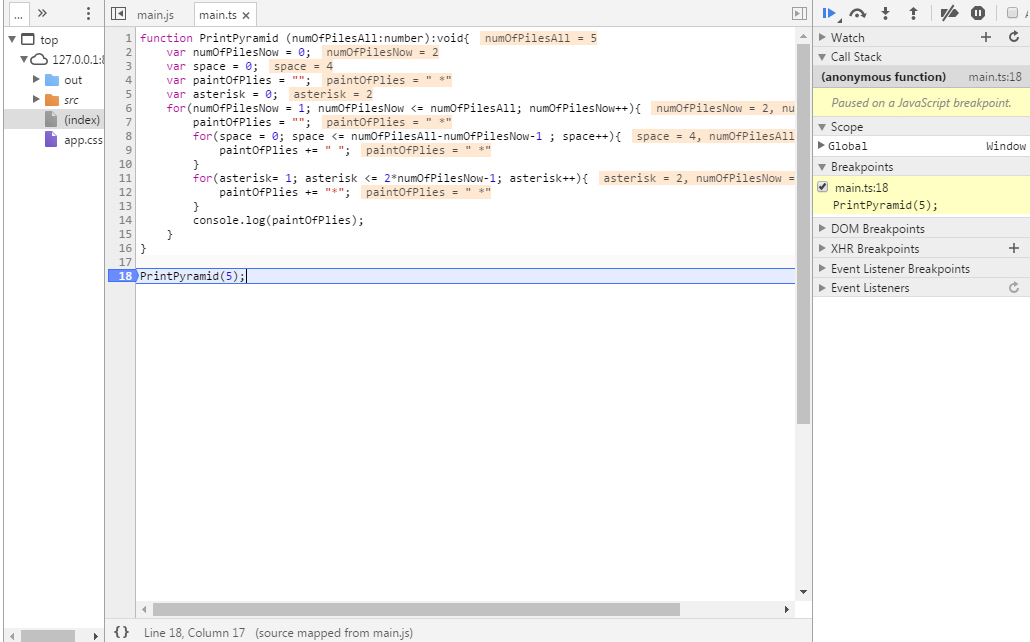 ...
»
main.js
main.ts ×
top
127.0.0.1:8
out
src
(index)
app.css
1 function PrintPyramid (numOfPilesAll:number):void{ numOfPilesAll = 5
2 var numOfPilesNow = 0; numOfPilesNow = 2
3 var space = 0; space = 4
4 var paintOfPlies = ""; paintOfPlies = " *"
5 var asterisk = 0; asterisk = 2
6 for(numOfPilesNow = 1; numOfPilesNow <= numOfPilesAll; numOfPilesNow++){ numOfPilesNow = 2, nu
7 paintOfPlies = ""; paintOfPlies = " *"
8 for(space = 0; space <= numOfPilesAll-numOfPilesNow-1 ; space++){ space = 4, numOfPilesAll
9 paintOfPlies += " "; paintOfPlies = " *"
10 }
11 for(asterisk= 1; asterisk <= 2*numOfPilesNow-1; asterisk++){ asterisk = 2, numOfPilesNow =
12 paintOfPlies += "*"; paintOfPlies = " *"
13 }
14 console.log(paintOfPlies);
15 }
16 }
17
18 PrintPyramid(5);
{} Line 18, Column 17 (source mapped from main.js)
Watch
Call Stack
(anonymous function) main.ts:18
Paused on a JavaScript breakpoint.
Scope
Global Window
Breakpoints
main.ts:18
PrintPyramid(5);
DOM Breakpoints
XHR Breakpoints
Event Listener Breakpoints
Event Listeners